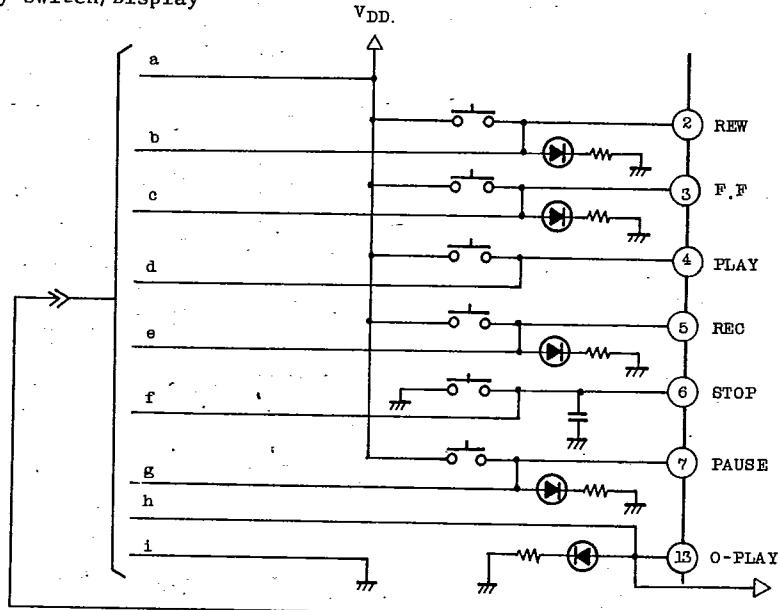 y Switch/Display
VDD.
a
2 REW
b
c
3 F.F
d
4 PLAY
e
5 REC
f
6 STOP
g
7 PAUSE
h
i
13 O-PLAY